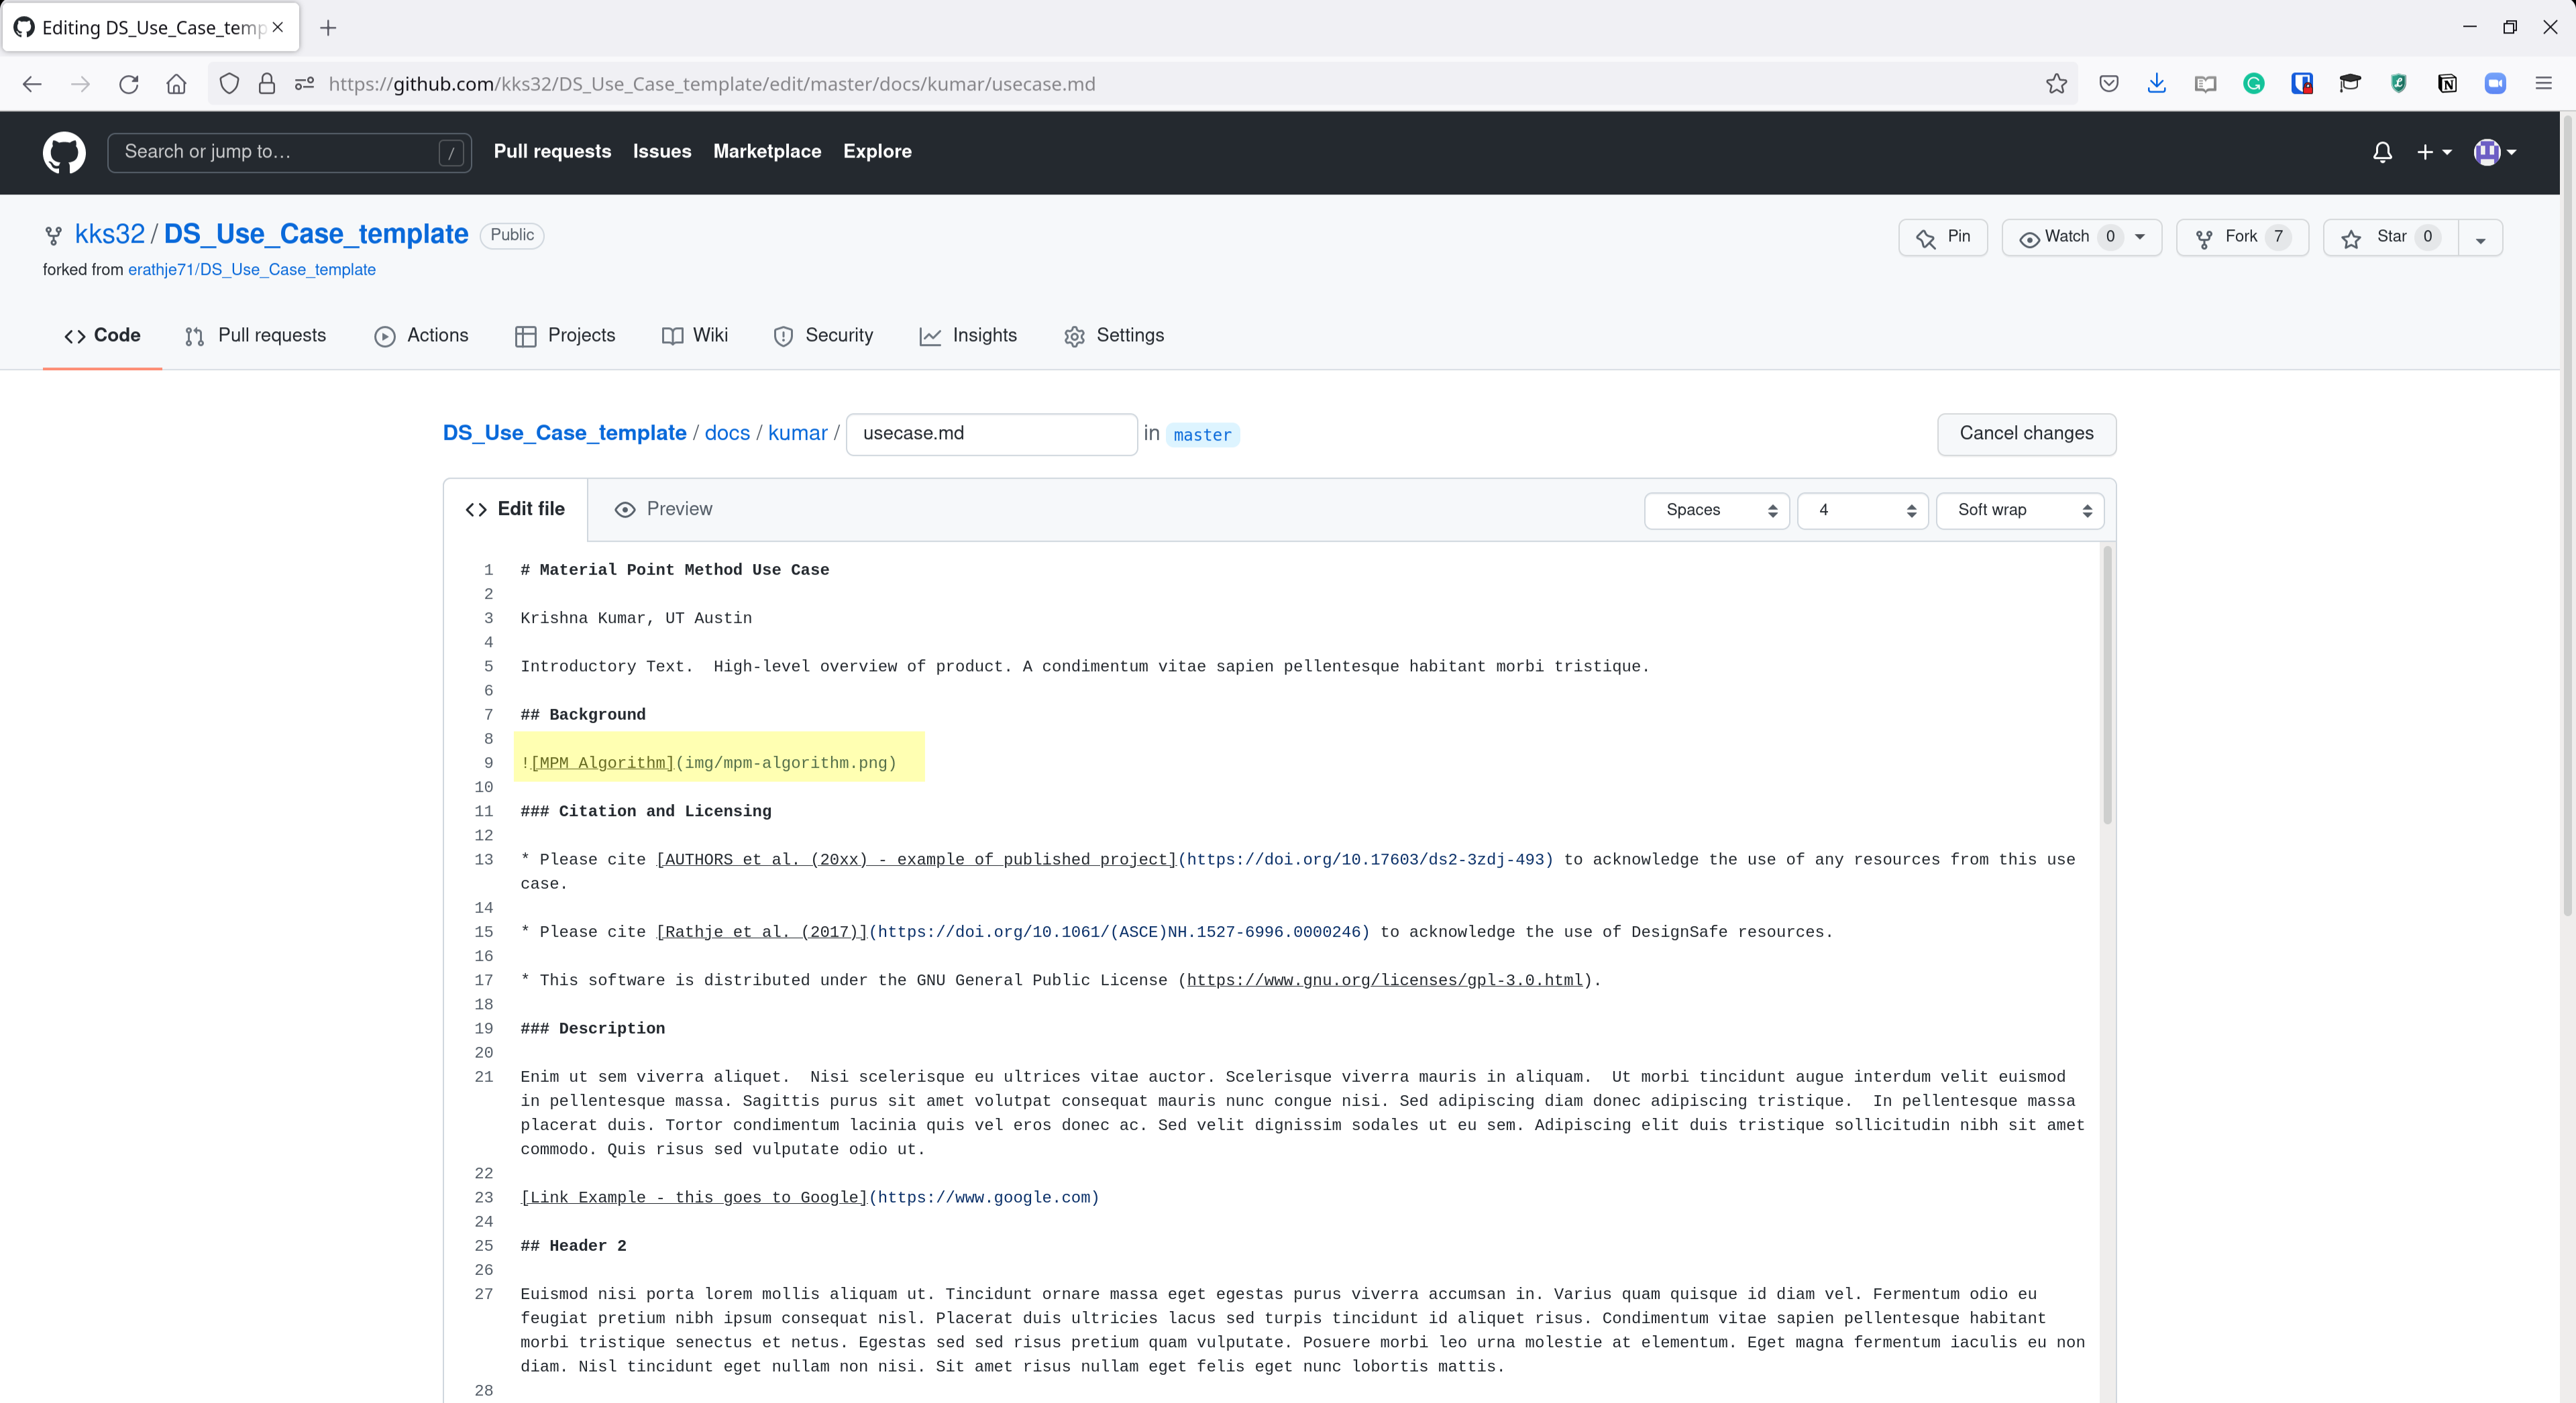 Editing DS_Use_Case_temp
https://github.com/kks32/DS_Use_Case_template/edit/master/docs/kumar/usecase.md
Search or jump to… /
Pull requests Issues Marketplace Explore
kks32 / DS_Use_Case_template Public
Pin Watch 0 Fork 7 Star 0
forked from erathje71/DS_Use_Case_template
Code Pull requests Actions Projects Wiki Security Insights Settings
DS_Use_Case_template / docs / kumar / usecase.md in master Cancel changes
Edit file Preview Spaces 4 Soft wrap
1 # Material Point Method Use Case
2
3 Krishna Kumar, UT Austin
4
5 Introductory Text.  High-level overview of product. A condimentum vitae sapien pellentesque habitant morbi tristique.
6
7 ## Background
8
9 ![MPM Algorithm](img/mpm-algorithm.png)
10
11 ### Citation and Licensing
12
13 * Please cite [AUTHORS et al. (20xx) - example of published project](https://doi.org/10.17603/ds2-3zdj-493) to acknowledge the use of any resources from this use
case.
14
15 * Please cite [Rathje et al. (2017)](https://doi.org/10.1061/(ASCE)NH.1527-6996.0000246) to acknowledge the use of DesignSafe resources.
16
17 * This software is distributed under the GNU General Public License (https://www.gnu.org/licenses/gpl-3.0.html).
18
19 ### Description
20
21 Enim ut sem viverra aliquet.  Nisi scelerisque eu ultrices vitae auctor. Scelerisque viverra mauris in aliquam.  Ut morbi tincidunt augue interdum velit euismod
in pellentesque massa. Sagittis purus sit amet volutpat consequat mauris nunc congue nisi. Sed adipiscing diam donec adipiscing tristique.  In pellentesque massa
placerat duis. Tortor condimentum lacinia quis vel eros donec ac. Sed velit dignissim sodales ut eu sem. Adipiscing elit duis tristique sollicitudin nibh sit amet
commodo. Quis risus sed vulputate odio ut.
22
23 [Link Example - this goes to Google](https://www.google.com)
24
25 ## Header 2
26
27 Euismod nisi porta lorem mollis aliquam ut. Tincidunt ornare massa eget egestas purus viverra accumsan in. Varius quam quisque id diam vel. Fermentum odio eu
feugiat pretium nibh ipsum consequat nisl. Placerat duis ultricies lacus sed turpis tincidunt id aliquet risus. Condimentum vitae sapien pellentesque habitant
morbi tristique senectus et netus. Egestas sed sed risus pretium quam vulputate. Posuere morbi leo urna molestie at elementum. Eget magna fermentum iaculis eu non
diam. Nisl tincidunt eget nullam non nisi. Sit amet risus nullam eget felis eget nunc lobortis mattis.
28